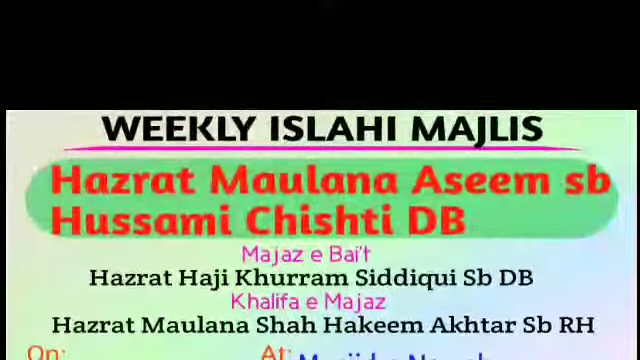 WEEKLY ISLAHI MAJLIS
Hazrat Maulana Aseem sb
Hussami Chishti DB
Majaz e Bai't
Hazrat Haji Khurram Siddiqui Sb DB
Khalifa e Majaz
Hazrat Maulana Shah Hakeem Akhtar Sb RH
On: At: